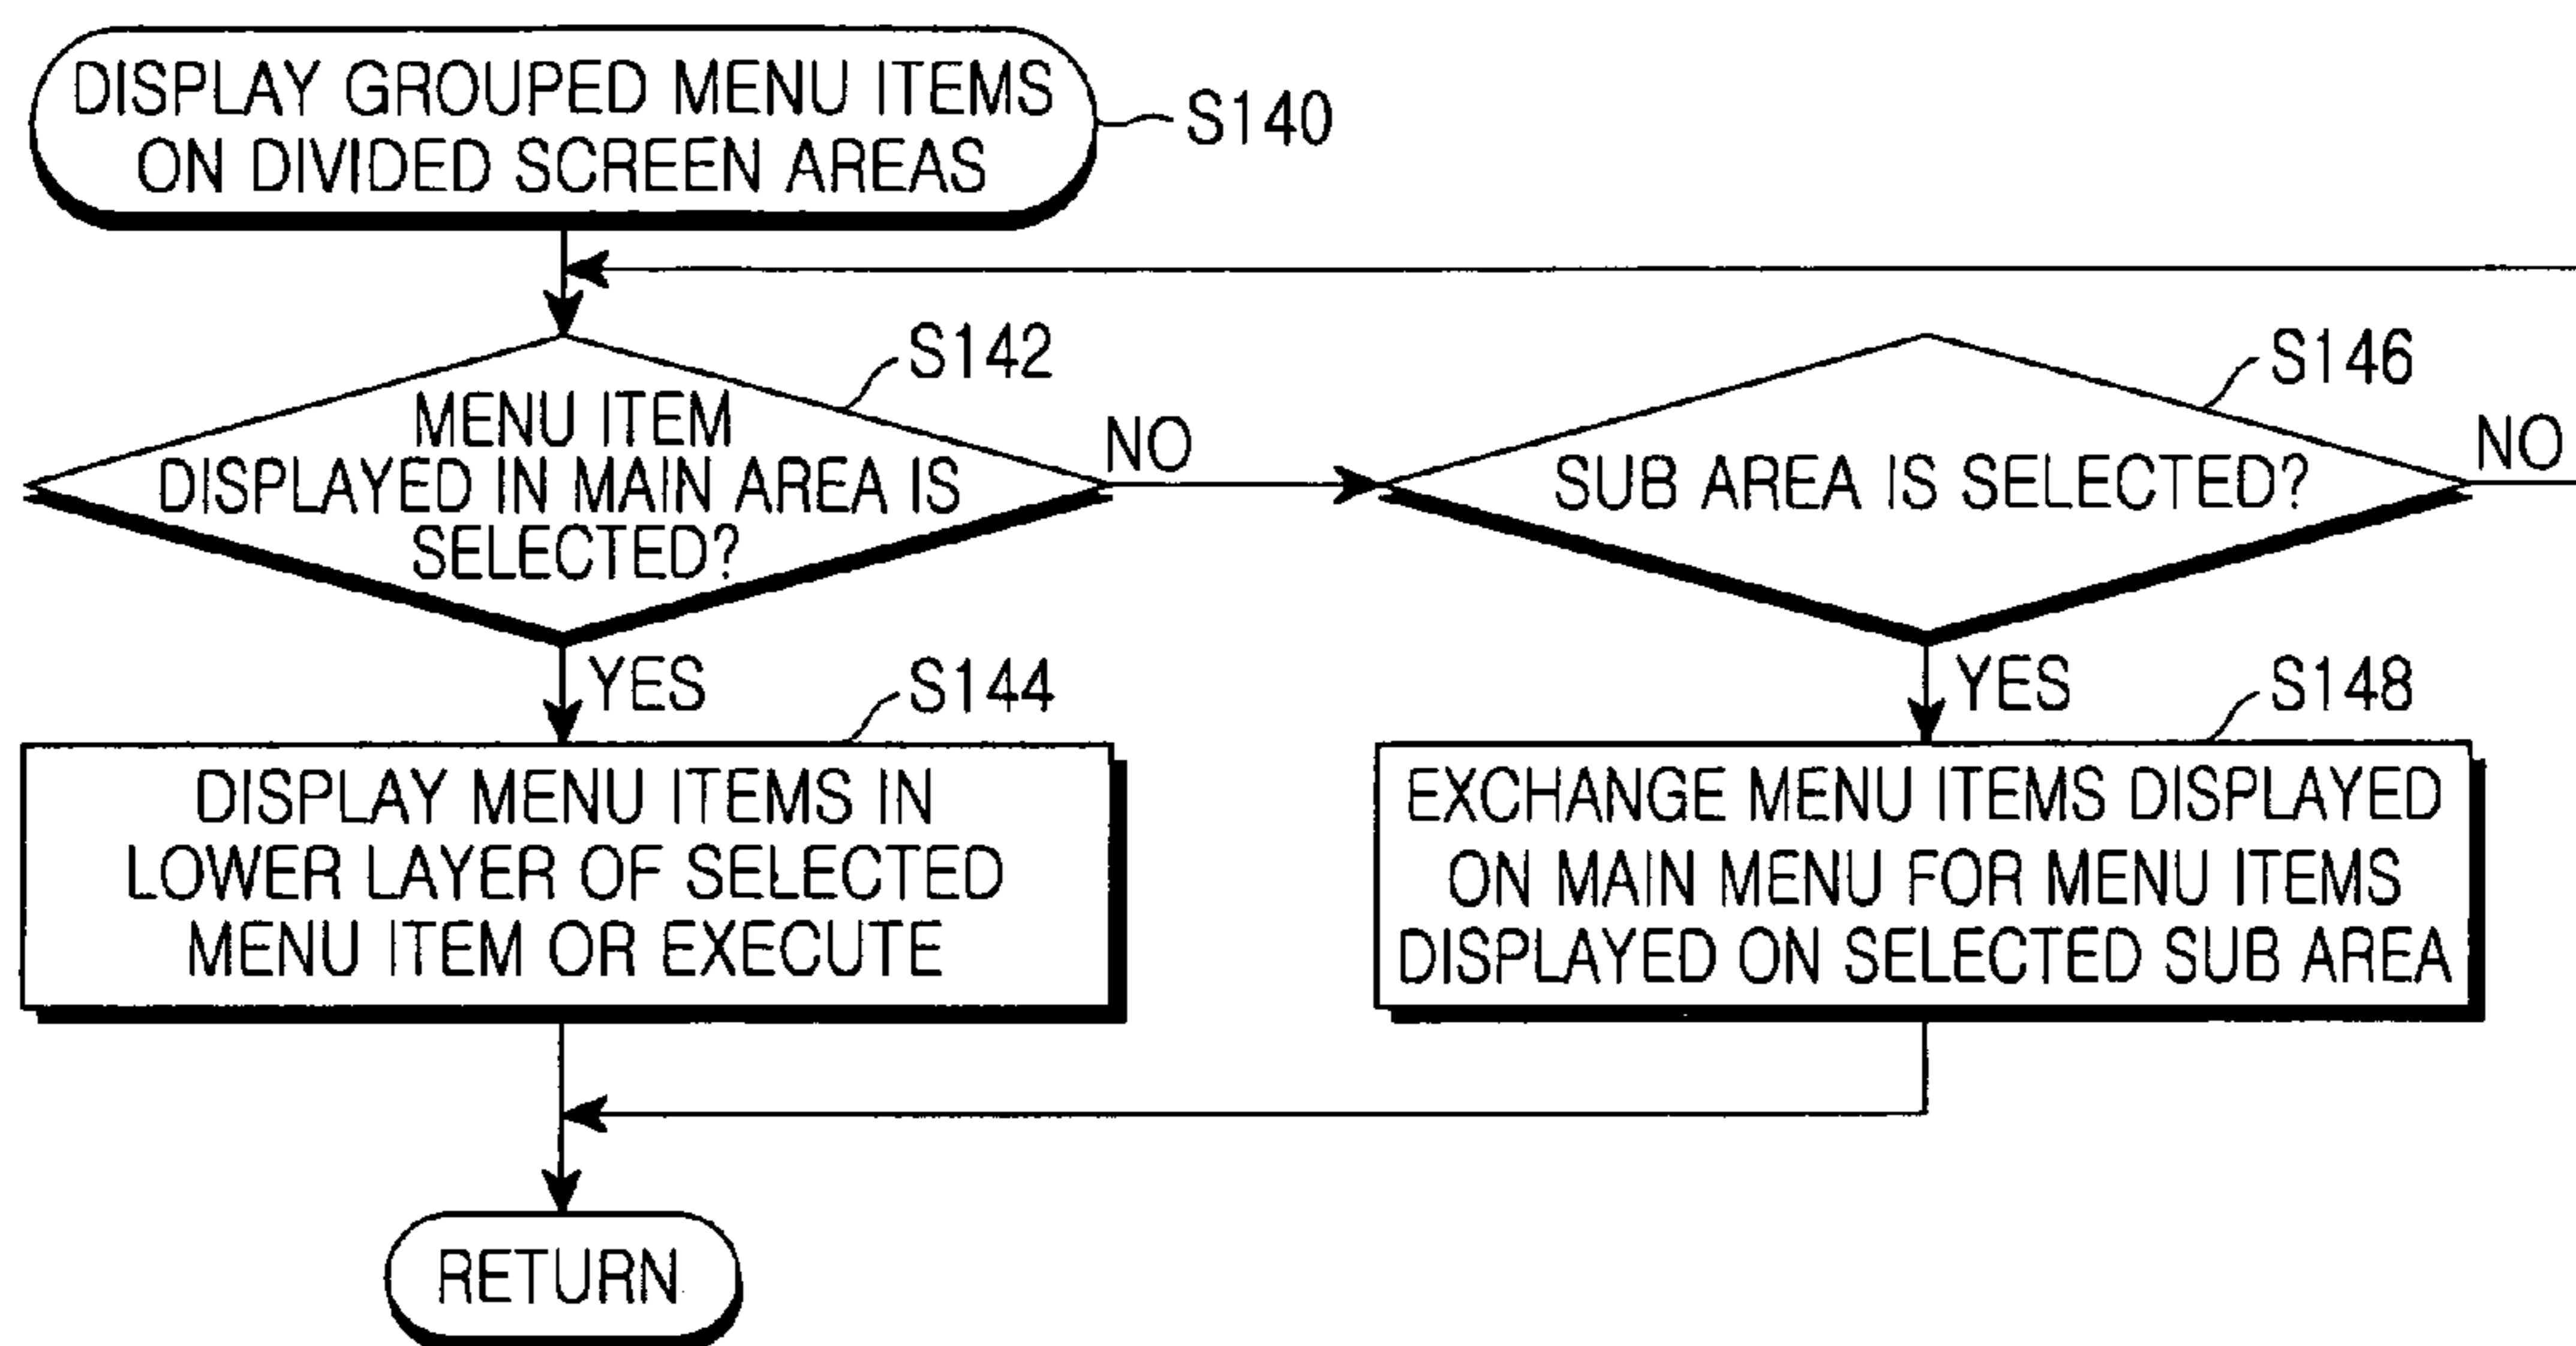 DISPLAY GROUPED MENU ITEMS
ON DIVIDED SCREEN AREAS
S140
S142
MENU ITEM
DISPLAYED IN MAIN AREA IS
SELECTED?
NO
S146
SUB AREA IS SELECTED?
NO
YES
S144
DISPLAY MENU ITEMS IN
LOWER LAYER OF SELECTED
MENU ITEM OR EXECUTE
YES
S148
EXCHANGE MENU ITEMS DISPLAYED
ON MAIN MENU FOR MENU ITEMS
DISPLAYED ON SELECTED SUB AREA
RETURN